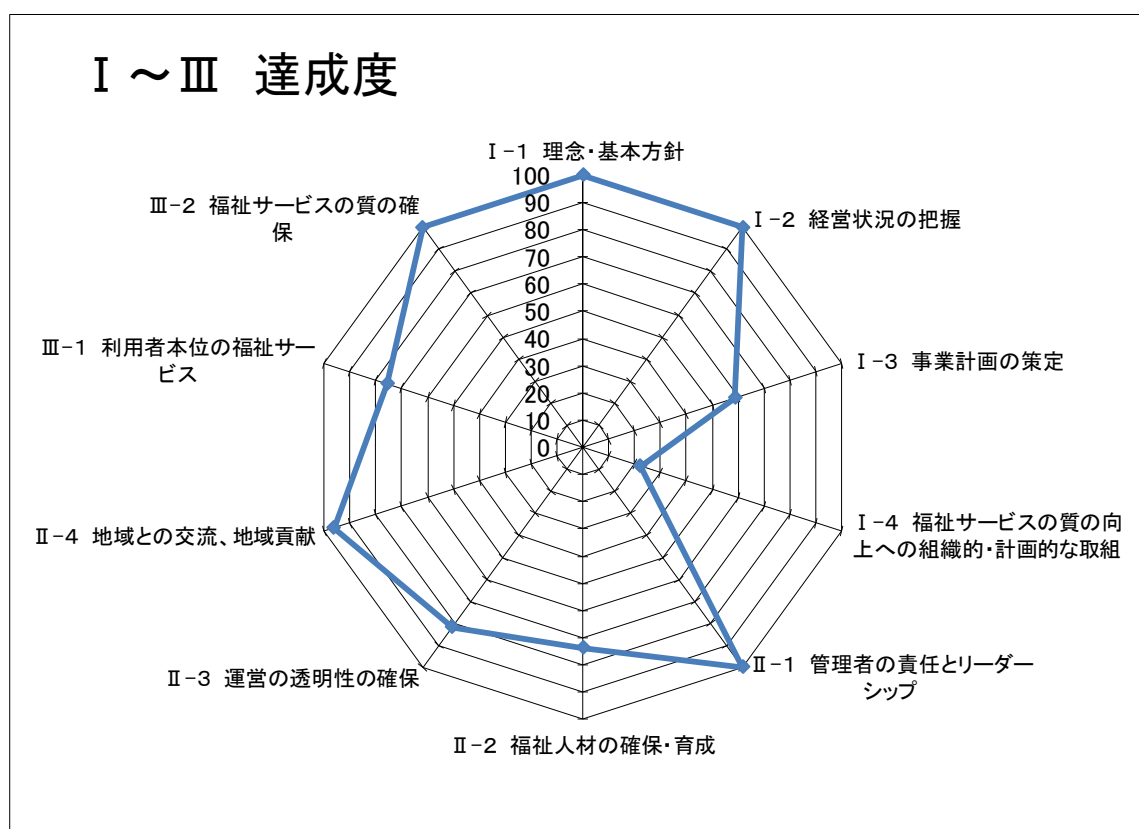 Ⅰ～Ⅲ 達成度
Ⅰ-1 理念・基本方針
Ⅰ-2 経営状況の把握
Ⅰ-3 事業計画の策定
Ⅰ-4 福祉サービスの質の向
上への組織的・計画的な取組
Ⅱ-1 管理者の責任とリーダー
シップ
Ⅱ-2 福祉人材の確保・育成
Ⅱ-3 運営の透明性の確保
Ⅱ-4 地域との交流、地域貢献
Ⅲ-1 利用者本位の福祉サー
ビス
Ⅲ-2 福祉サービスの質の確
保
100
90
80
70
60
50
40
30
20
10
0